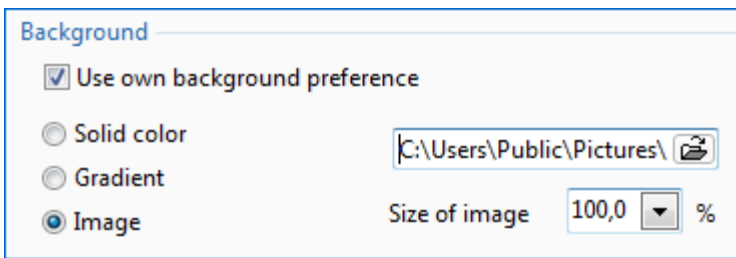 Background
Use own background preference
Solid color
C:\Users\Public\Pictures\
Gradient
Image
Size of image 100,0 %